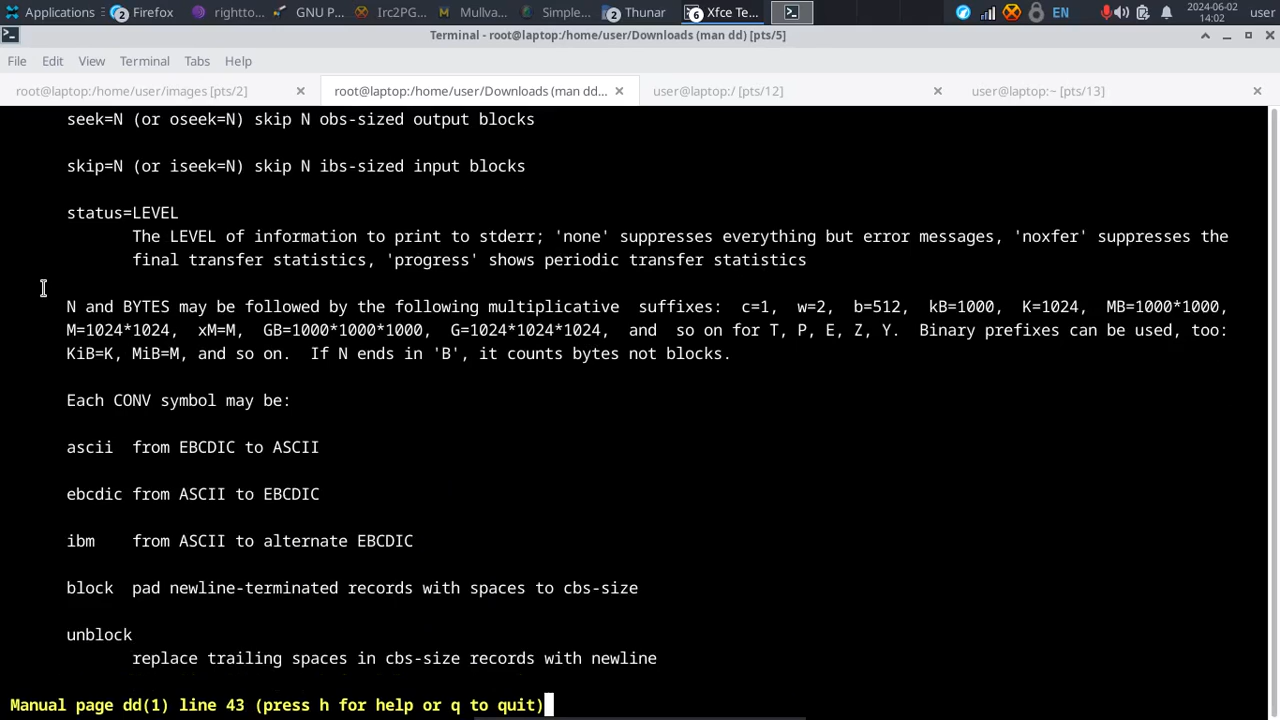 Applications
2 Firefox
rightto...
GNU P...
Irc2PG...
Mullva...
Simple...
2 Thunar
6 Xfce Te...
EN
2024-06-02
14:02
user
Terminal - root@laptop:/home/user/Downloads (man dd) [pts/5]
File Edit View Terminal Tabs Help
root@laptop:/home/user/images [pts/2]
root@laptop:/home/user/Downloads (man dd...
user@laptop:/ [pts/12]
user@laptop:~ [pts/13]
seek=N (or oseek=N) skip N obs-sized output blocks
skip=N (or iseek=N) skip N ibs-sized input blocks
status=LEVEL
The LEVEL of information to print to stderr; 'none' suppresses everything but error messages, 'noxfer' suppresses the
final transfer statistics, 'progress' shows periodic transfer statistics
N and BYTES may be followed by the following multiplicative suffixes: c=1, w=2, b=512, kB=1000, K=1024, MB=1000*1000,
M=1024*1024, xM=M, GB=1000*1000*1000, G=1024*1024*1024, and so on for T, P, E, Z, Y. Binary prefixes can be used, too:
KiB=K, MiB=M, and so on. If N ends in 'B', it counts bytes not blocks.
Each CONV symbol may be:
ascii from EBCDIC to ASCII
ebcdic from ASCII to EBCDIC
ibm from ASCII to alternate EBCDIC
block pad newline-terminated records with spaces to cbs-size
unblock
replace trailing spaces in cbs-size records with newline
Manual page dd(1) line 43 (press h for help or q to quit)